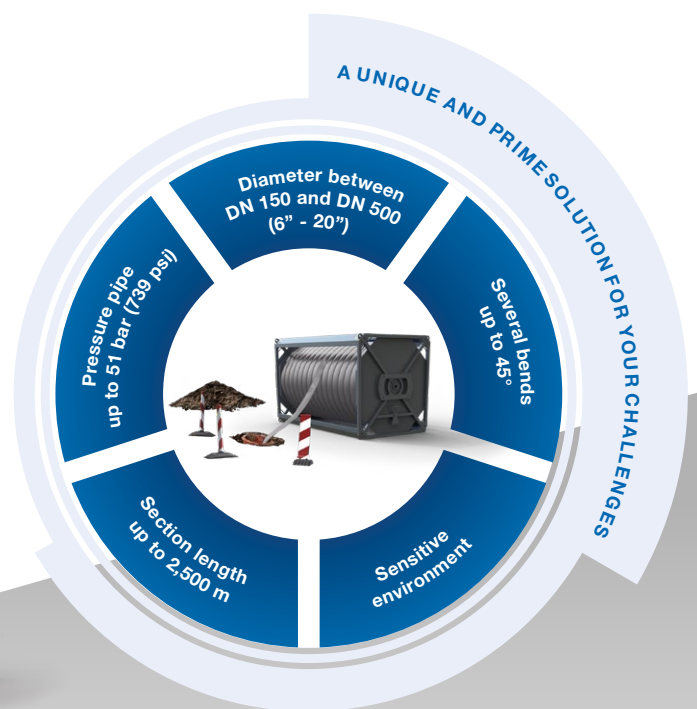 A UNIQUE AND PRIME SOLUTION FOR YOUR CHALLENGES
Diameter between
DN 150 and DN 500
(6” - 20”)
Several bends
up to 45°
Sensitive
environment
Section length
up to 2,500 m
Pressure pipe
up to 51 bar (739 psi)